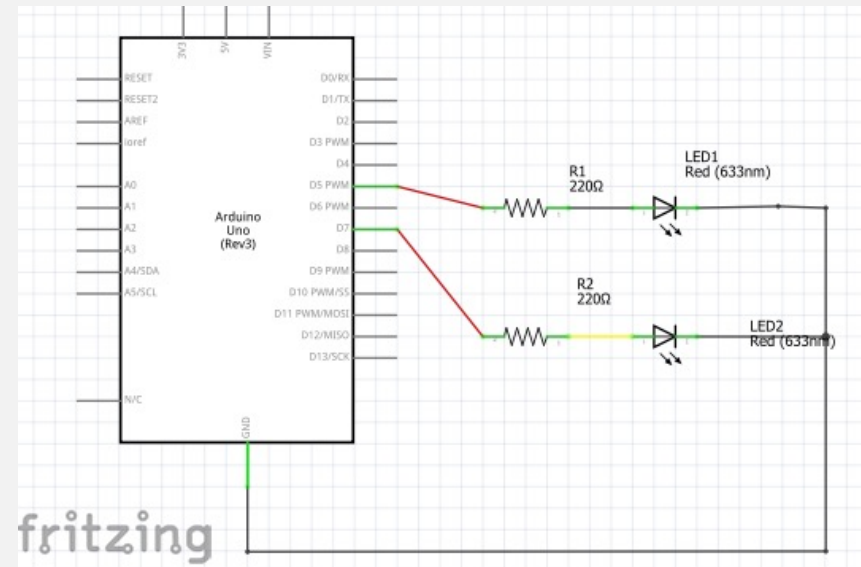 3V3
5V
VIN
RESET
RESET2
AREF
ioref
A0
A1
A2
A3
A4/SDA
A5/SCL
N/C
Arduino
Uno
(Rev3)
D0/RX
D1/TX
D2
D3 PWM
D4
D5 PWM
D6 PWM
D7
D8
D9 PWM
D10 PWM/SS
D11 PWM/MOSI
D12/MISO
D13/SCK
GND
R1
220Ω
LED1
Red (633nm)
R2
220Ω
LED2
Red (633nm)
fritzing